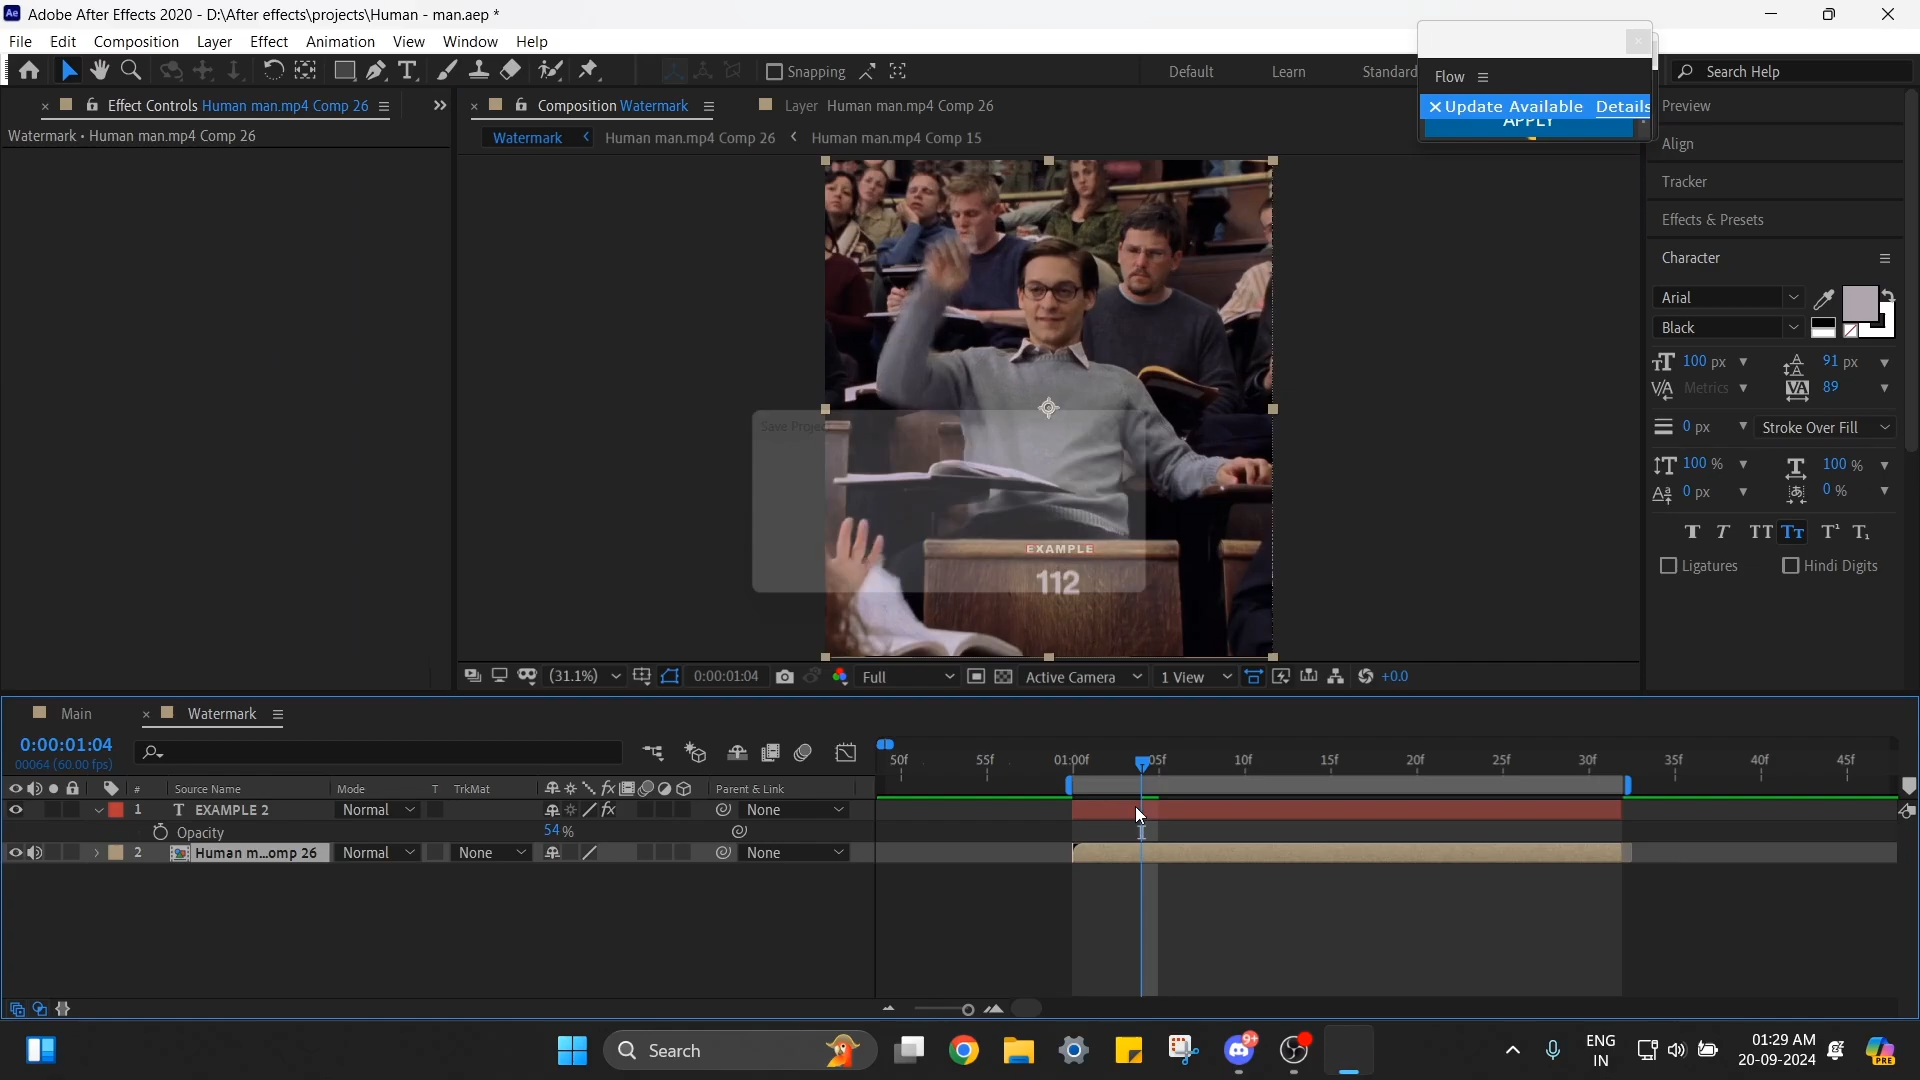 Adobe After Effects 2020 - D:\After effects\projects\Human - man.aep *
File Edit Composition Layer Effect Animation View Window Help
Snapping Default Learn Standard Search Help
Flow
Update Available Details
APPLY
Effect Controls Human man.mp4 Comp 26
Composition Watermark
Layer Human man.mp4 Comp 26
Watermark • Human man.mp4 Comp 26
Watermark Human man.mp4 Comp 26 Human man.mp4 Comp 15
Preview
Align
Tracker
Effects & Presets
Character
Arial
Black
100 px 91 px
Metrics 89
0 px Stroke Over Fill
100 % 100 %
0 px 0 %
Ligatures Hindi Digits
Save Projec
EXAMPLE
112
(31.1%) 0:00:01:04 Full Active Camera 1 View +0.0
Main Watermark
0:00:01:04
00064 (60.00 fps)
50f 55f 01:00f 05f 10f 15f 20f 25f 30f 35f 40f 45f
# Source Name Mode T TrkMat Parent & Link
1 T EXAMPLE 2 Normal None
Opacity 54 %
2 Human m...omp 26 Normal None None
Search
9+
ENG
IN
01:29 AM
20-09-2024
PRE